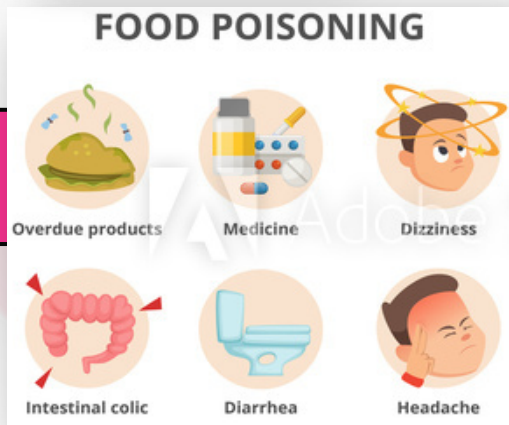 FOOD POISONING
Overdue products
Medicine
Dizziness
Adobe
Intestinal colic
Diarrhea
Headache